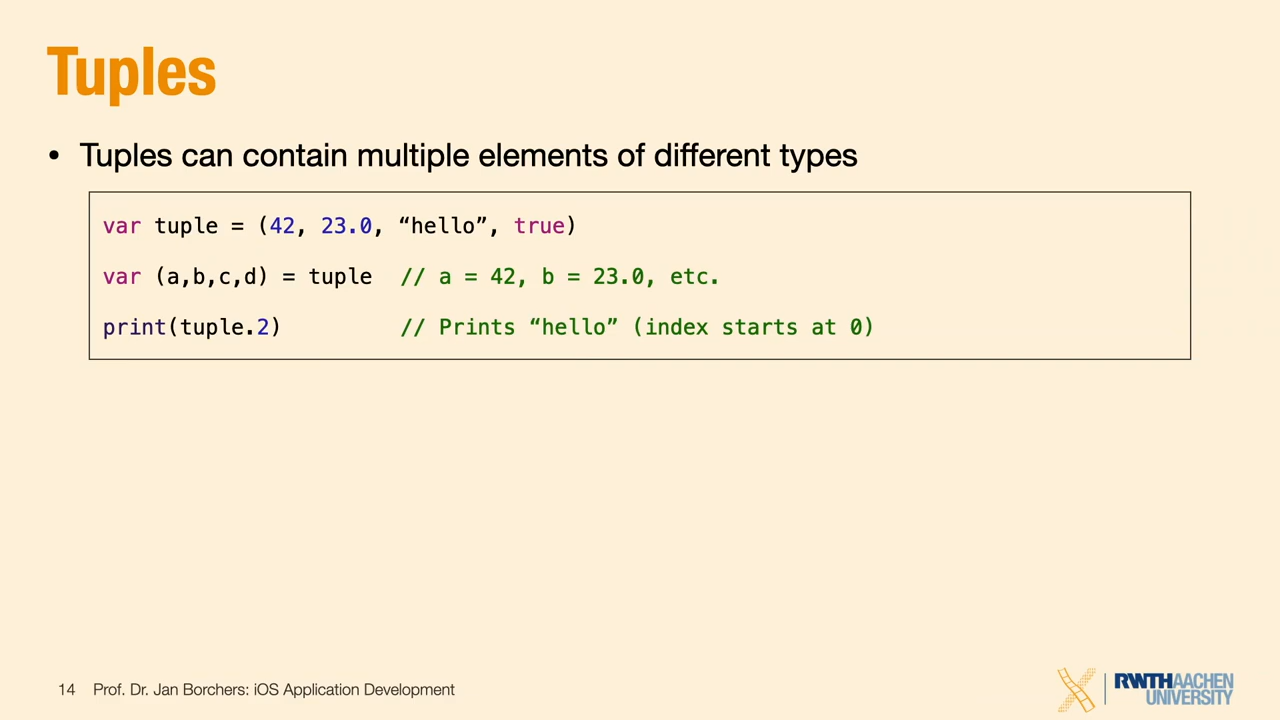 Tuples
• Tuples can contain multiple elements of different types
var tuple = (42, 23.0, “hello”, true)
var (a,b,c,d) = tuple // a = 42, b = 23.0, etc.
print(tuple.2) // Prints “hello” (index starts at 0)
14 Prof. Dr. Jan Borchers: iOS Application Development
RWTHAACHEN
UNIVERSITY